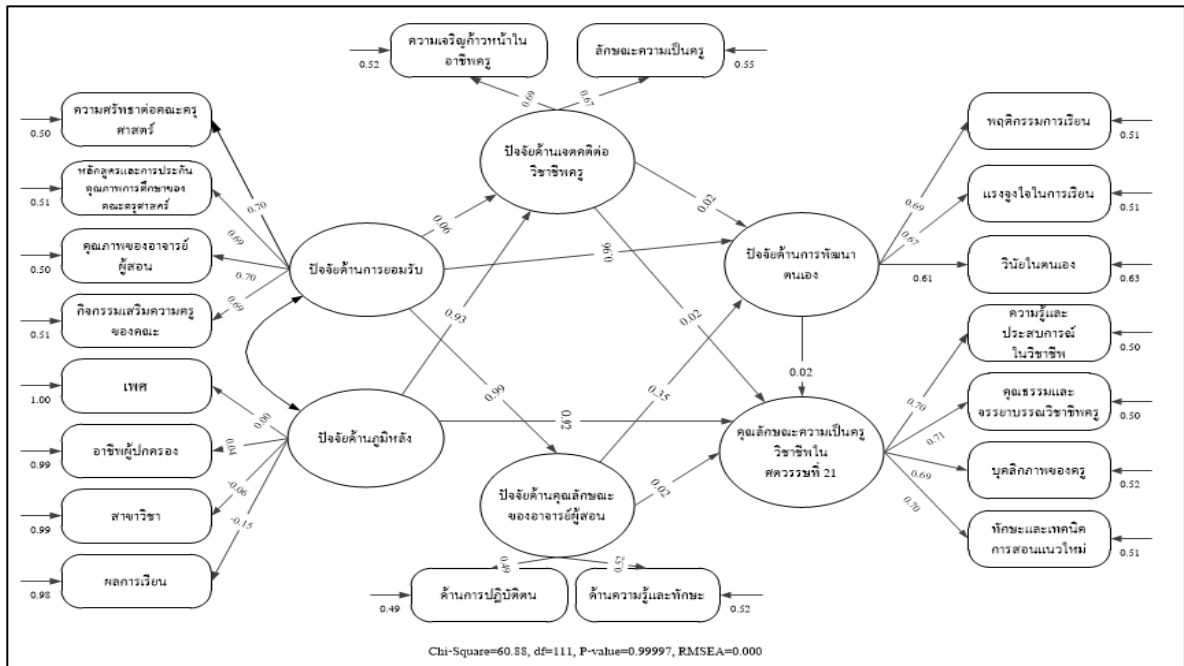 ความเจริญก้าวหน้าใน
อาชีพครู
0.52
ลักษณะความเป็นครู
0.55
0.69
0.67
ความศรัทธาต่อคณะครุ
ศาสตร์
0.50
หลักสูตรและการประกัน
คุณภาพการศึกษาของ
คณะครุศาสตร์
0.51
คุณภาพของอาจารย์
ผู้สอน
0.50
กิจกรรมเสริมความครู
ของคณะ
0.51
เพศ
1.00
อาชีพผู้ปกครอง
0.99
สาขาวิชา
0.99
ผลการเรียน
0.98
0.70
0.69
0.70
0.69
0.00
0.04
-0.06
-0.15
ปัจจัยด้านการยอมรับ
ปัจจัยด้านภูมิหลัง
ปัจจัยด้านเจตคติต่อ
วิชาชีพครู
0.06
0.93
0.96
0.99
0.92
0.02
0.02
0.35
0.02
0.02
ปัจจัยด้านการพัฒนา
ตนเอง
คุณลักษณะความเป็นครู
วิชาชีพใน
ศตวรรษที่ 21
ปัจจัยด้านคุณลักษณะ
ของอาจารย์ผู้สอน
0.49
0.52
ด้านการปฏิบัติตน
0.49
ด้านความรู้และทักษะ
0.52
พฤติกรรมการเรียน
0.51
แรงจูงใจในการเรียน
0.51
วินัยในตนเอง
0.63
ความรู้และ
ประสบการณ์
ในวิชาชีพ
0.50
คุณธรรมและ
จรรยาบรรณวิชาชีพครู
0.50
บุคลิกภาพของครู
0.52
ทักษะและเทคนิค
การสอนแนวใหม่
0.51
0.69
0.67
0.61
0.70
0.71
0.69
0.70
Chi-Square=60.88, df=111, P-value=0.99997, RMSEA=0.000